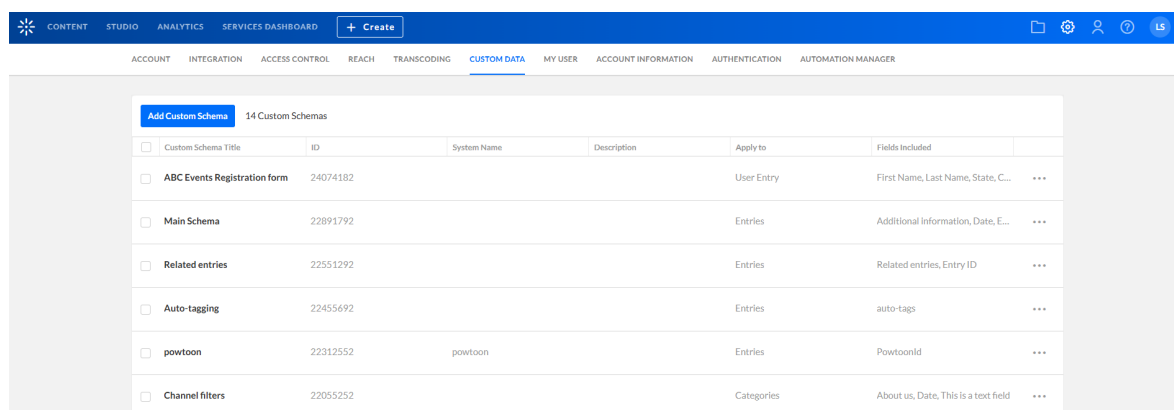 CONTENT STUDIO ANALYTICS SERVICES DASHBOARD + Create LS
ACCOUNT INTEGRATION ACCESS CONTROL REACH TRANSCODING CUSTOM DATA MY USER ACCOUNT INFORMATION AUTHENTICATION AUTOMATION MANAGER
Add Custom Schema 14 Custom Schemas
Custom Schema Title ID System Name Description Apply to Fields Included
ABC Events Registration form 24074182 User Entry First Name, Last Name, State, C...
Main Schema 22891792 Entries Additional information, Date, E...
Related entries 22551292 Entries Related entries, Entry ID
Auto-tagging 22455692 Entries auto-tags
powtoon 22312552 powtoon Entries PowtoonId
Channel filters 22055252 Categories About us, Date, This is a text field